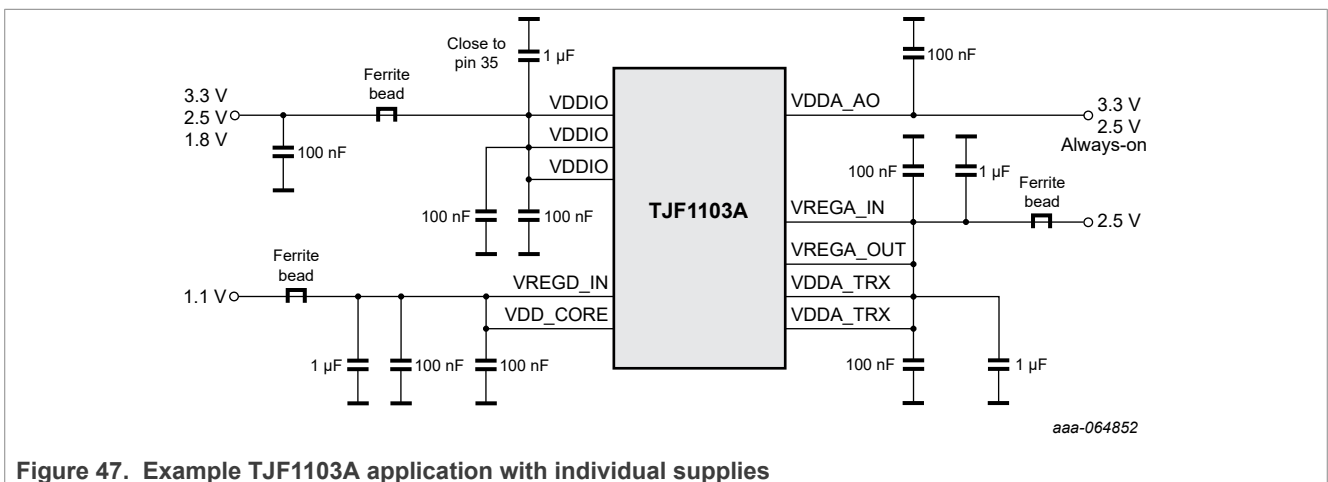 Close to
pin 35
1 µF
100 nF
Ferrite
bead
3.3 V
2.5 V
1.8 V
VDDIO
VDDA_AO
3.3 V
2.5 V
Always-on
100 nF
VDDIO
VDDIO
100 nF
1 µF
Ferrite
bead
100 nF
100 nF
TJF1103A
VREGA_IN
2.5 V
VREGA_OUT
Ferrite
bead
1.1 V
VREGD_IN
VDDA_TRX
VDD_CORE
VDDA_TRX
1 µF
100 nF
100 nF
100 nF
1 µF
aaa-064852
Figure 47. Example TJF1103A application with individual supplies